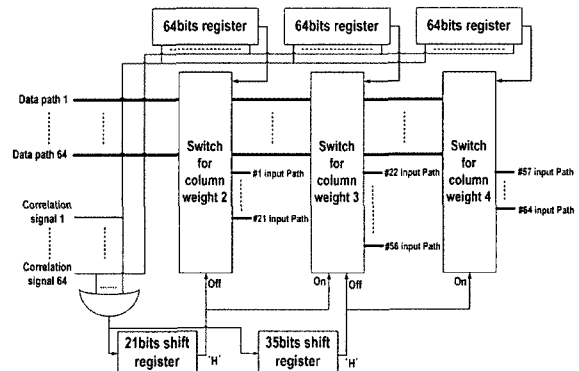 64bits register
64bits register
64bits register
Data path 1
Data path 64
Correlation
signal 1
Correlation
signal 64
Switch
for
column
weight 2
#1 input Path
#21 input Path
Switch
for
column
weight 3
#22 input Path
#56 input Path
Switch
for
column
weight 4
#57 input Path
#64 input Path
Off
On
Off
On
21bits shift
register
'H'
35bits shift
register
'H'